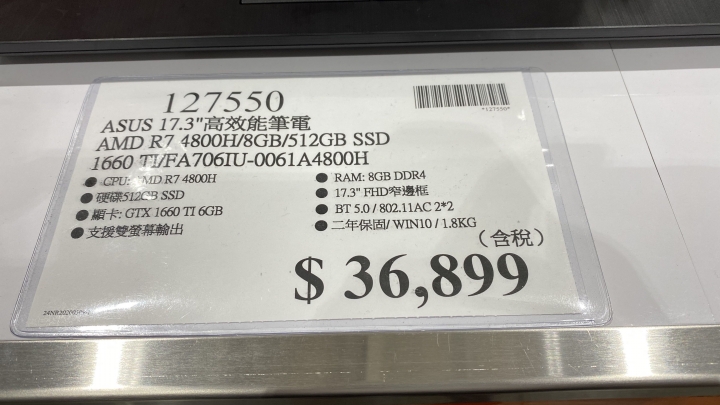 127550
*127550*
ASUS 17.3"高效能筆電
AMD R7 4800H/8GB/512GB SSD
1660 TI/FA706IU-0061A4800H
● CPU: AMD R7 4800H
● 硬碟512GB SSD
● 顯卡: GTX 1660 TI 6GB
● 支援雙螢幕輸出
● RAM: 8GB DDR4
● 17.3" FHD窄邊框
● BT 5.0 / 802.11AC 2*2
● 二年保固/ WIN10 / 1.8KG
(含稅)
$ 36,899